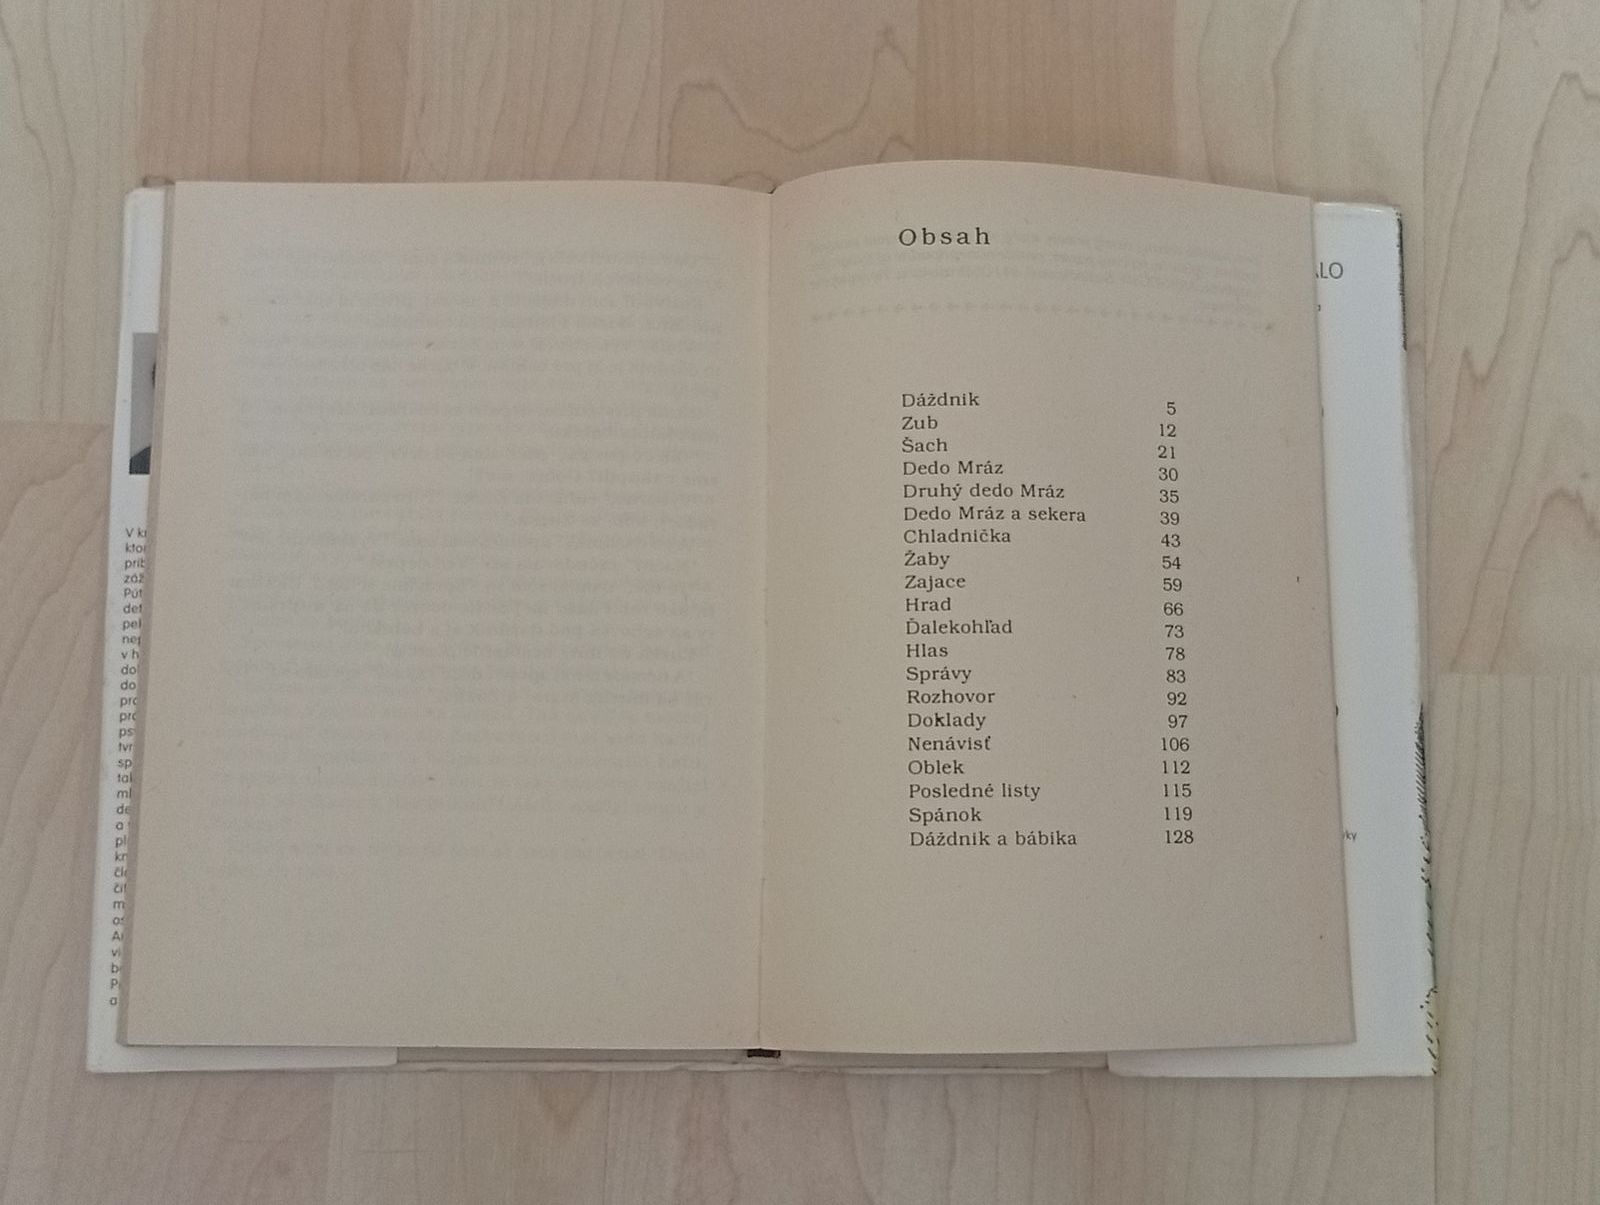 Obsah
Dáždnik 5
Zub 12
Šach 21
Dedo Mráz 30
Druhý dedo Mráz 35
Dedo Mráz a sekera 39
Chladnička 43
Žaby 54
Zajace 59
Hrad 66
Ďalekohľad 73
Hlas 78
Správy 83
Rozhovor 92
Doklady 97
Nenávisť 106
Oblek 112
Posledné listy 115
Spánok 119
Dáždnik a bábika 128